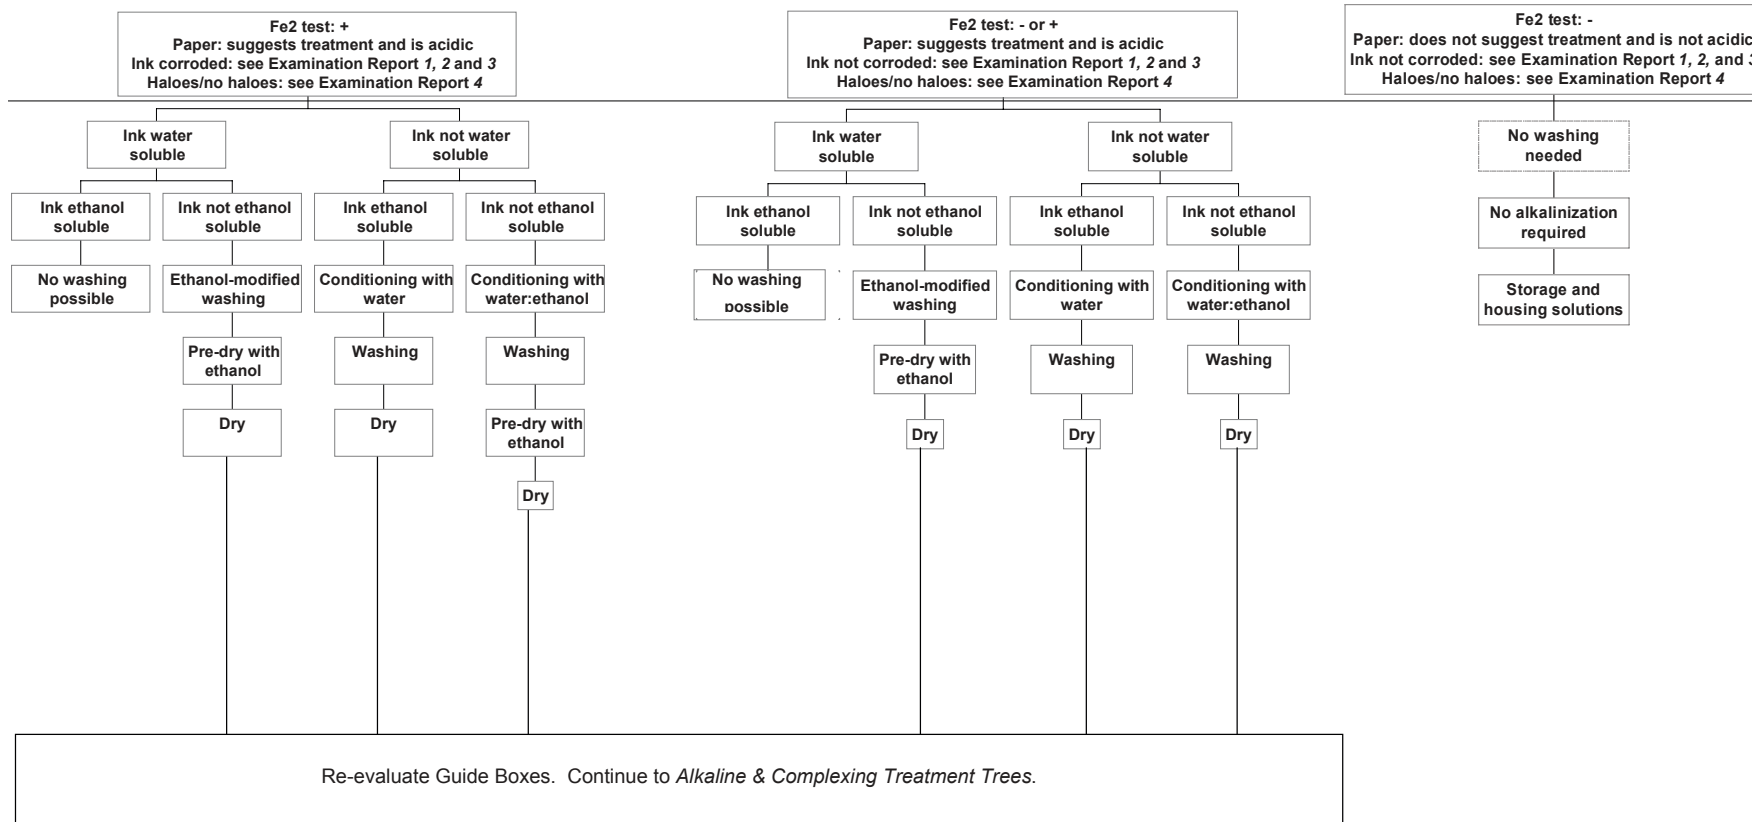 Fe2 test: +
Paper: suggests treatment and is acidic
Ink corroded: see Examination Report 1, 2 and 3
Haloes/no haloes: see Examination Report 4
Ink water
soluble
Ink not water
soluble
Ink ethanol
soluble
Ink not ethanol
soluble
Ink ethanol
soluble
Ink not ethanol
soluble
No washing
possible
Ethanol-modified
washing
Conditioning with
water
Conditioning with
water:ethanol
Pre-dry with
ethanol
Washing
Washing
Dry
Dry
Pre-dry with
ethanol
Dry
Fe2 test: - or +
Paper: suggests treatment and is acidic
Ink not corroded: see Examination Report 1, 2 and 3
Haloes/no haloes: see Examination Report 4
Ink water
soluble
Ink not water
soluble
Ink ethanol
soluble
Ink not ethanol
soluble
Ink ethanol
soluble
Ink not ethanol
soluble
No washing
possible
Ethanol-modified
washing
Conditioning with
water
Conditioning with
water:ethanol
Pre-dry with
ethanol
Washing
Washing
Dry
Dry
Dry
Fe2 test: -
Paper: does not suggest treatment and is not acidic
Ink not corroded: see Examination Report 1, 2, and 3
Haloes/no haloes: see Examination Report 4
No washing
needed
No alkalinization
required
Storage and
housing solutions
Re-evaluate Guide Boxes. Continue to Alkaline & Complexing Treatment Trees.